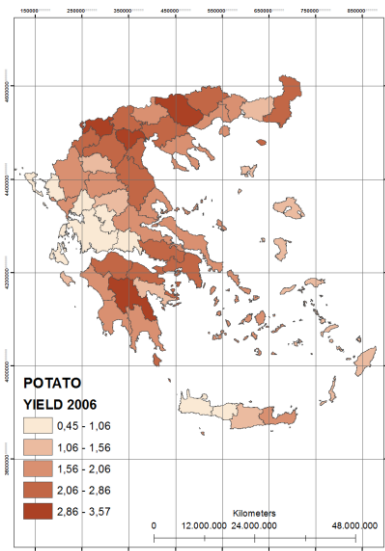 150000 250000 350000 450000 550000 650000 750000 850000
4600000
4400000
4200000
4000000
3800000
POTATO
YIELD 2006
0,45 - 1,06
1,06 - 1,56
1,56 - 2,06
2,06 - 2,86
2,86 - 3,57
Kilometers
0 12.000.000 24.000.000 48.000.000